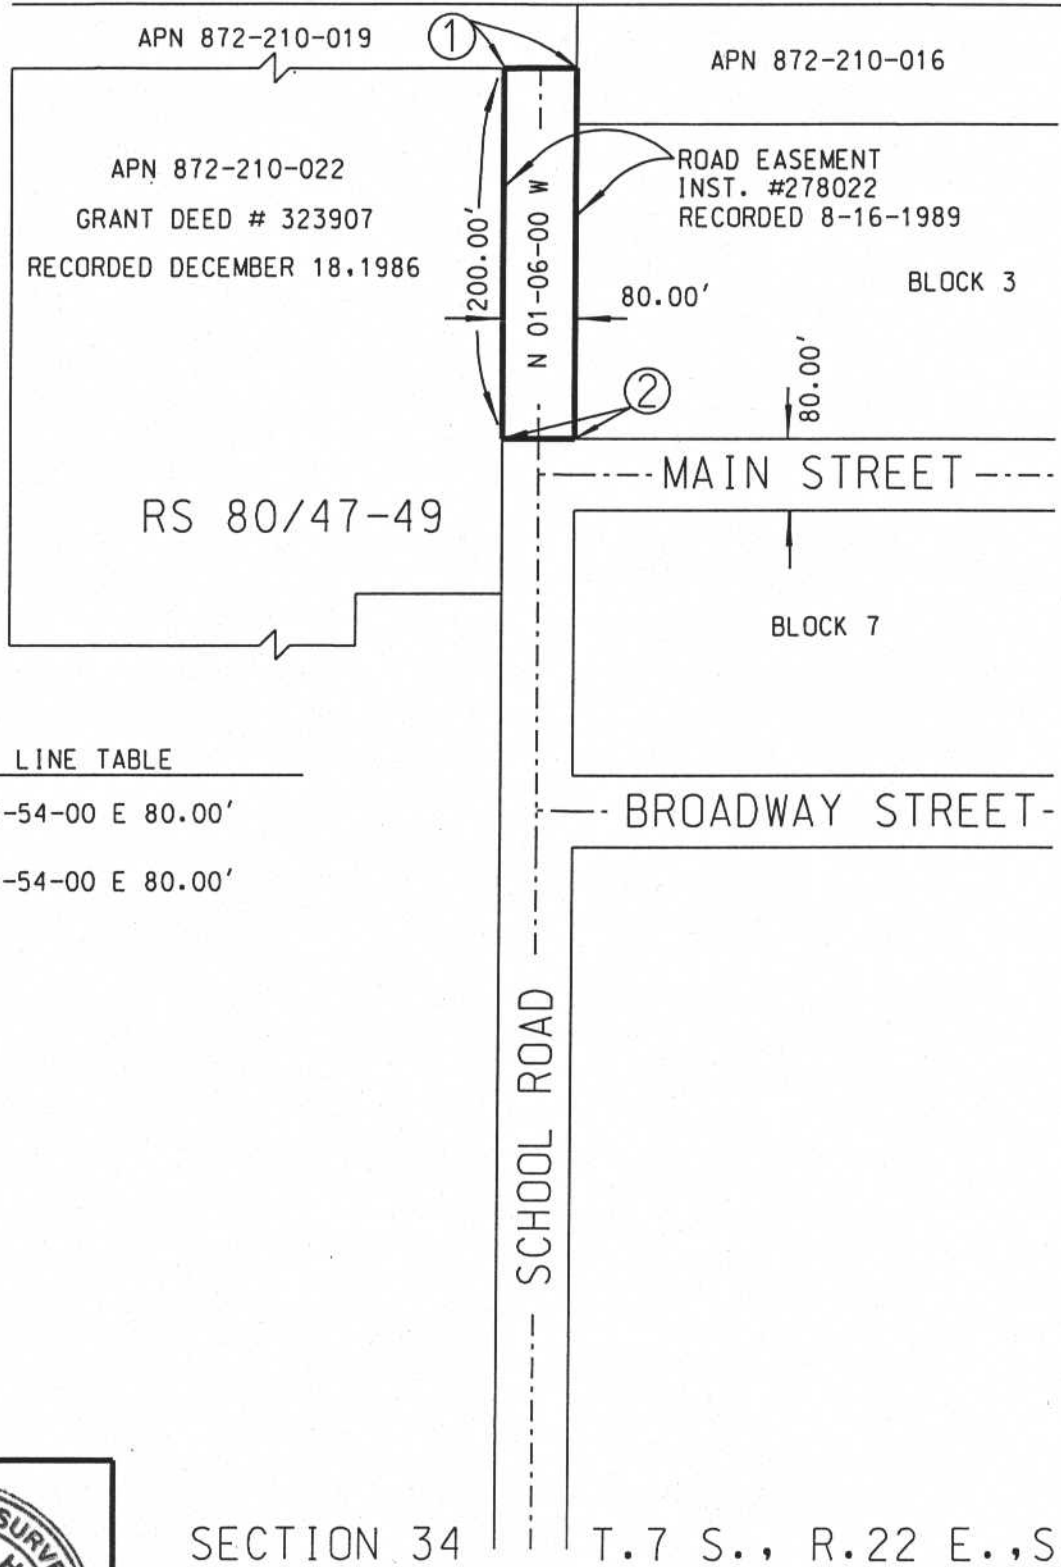 APN 872-210-019
1
APN 872-210-016
APN 872-210-022
GRANT DEED # 323907
RECORDED DECEMBER 18,1986
200.00'
N 01-06-00 W
ROAD EASEMENT
INST. #278022
RECORDED 8-16-1989
80.00'
BLOCK 3
80.00'
2
MAIN STREET
RS 80/47-49
BLOCK 7
LINE TABLE
-54-00 E 80.00'
-54-00 E 80.00'
BROADWAY STREET
SCHOOL ROAD
SECTION 34 T.7 S., R.22 E.,S